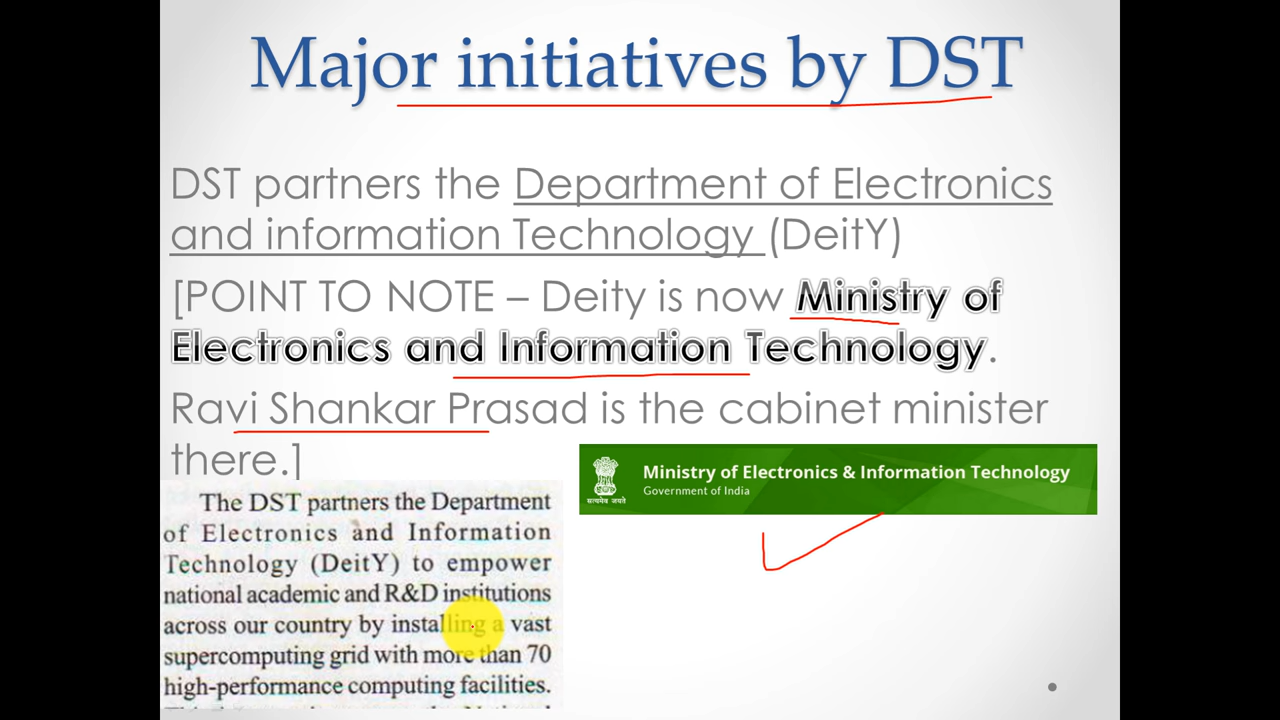 Major initiatives by DST
DST partners the Department of Electronics
and information Technology (DeitY)
[POINT TO NOTE – Deity is now Ministry of
Electronics and Information Technology.
Ravi Shankar Prasad is the cabinet minister
there.]
Ministry of Electronics & Information Technology
Government of India
सत्यमेव जयते
The DST partners the Department
of Electronics and Information
Technology (DeitY) to empower
national academic and R&D institutions
across our country by installing a vast
supercomputing grid with more than 70
high-performance computing facilities.